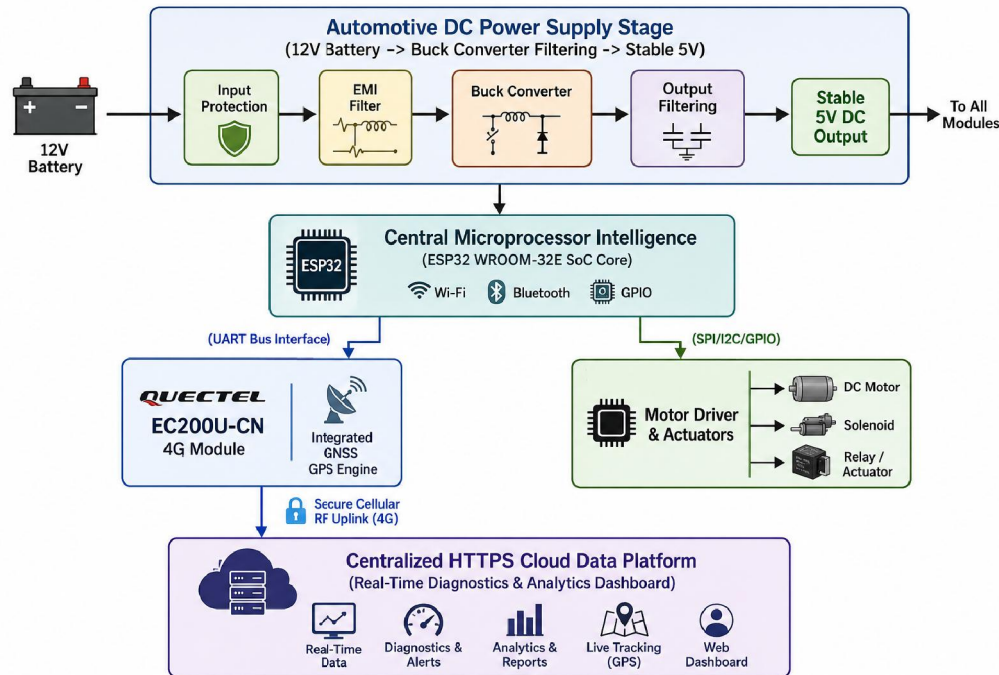 Automotive DC Power Supply Stage
(12V Battery -> Buck Converter Filtering -> Stable 5V)
12V
Battery
Input
Protection
EMI
Filter
Buck Converter
Output
Filtering
Stable
5V DC
Output
To All
Modules
ESP32
Central Microprocessor Intelligence
(ESP32 WROOM-32E SoC Core)
Wi-Fi
Bluetooth
GPIO
(UART Bus Interface)
(SPI/I2C/GPIO)
QUECTEL
EC200U-CN
4G Module
Integrated
GNSS
GPS Engine
Motor Driver
& Actuators
DC Motor
Solenoid
Relay /
Actuator
Secure Cellular
RF Uplink (4G)
Centralized HTTPS Cloud Data Platform
(Real-Time Diagnostics & Analytics Dashboard)
Real-Time
Data
Diagnostics &
Alerts
Analytics &
Reports
Live Tracking
(GPS)
Web
Dashboard